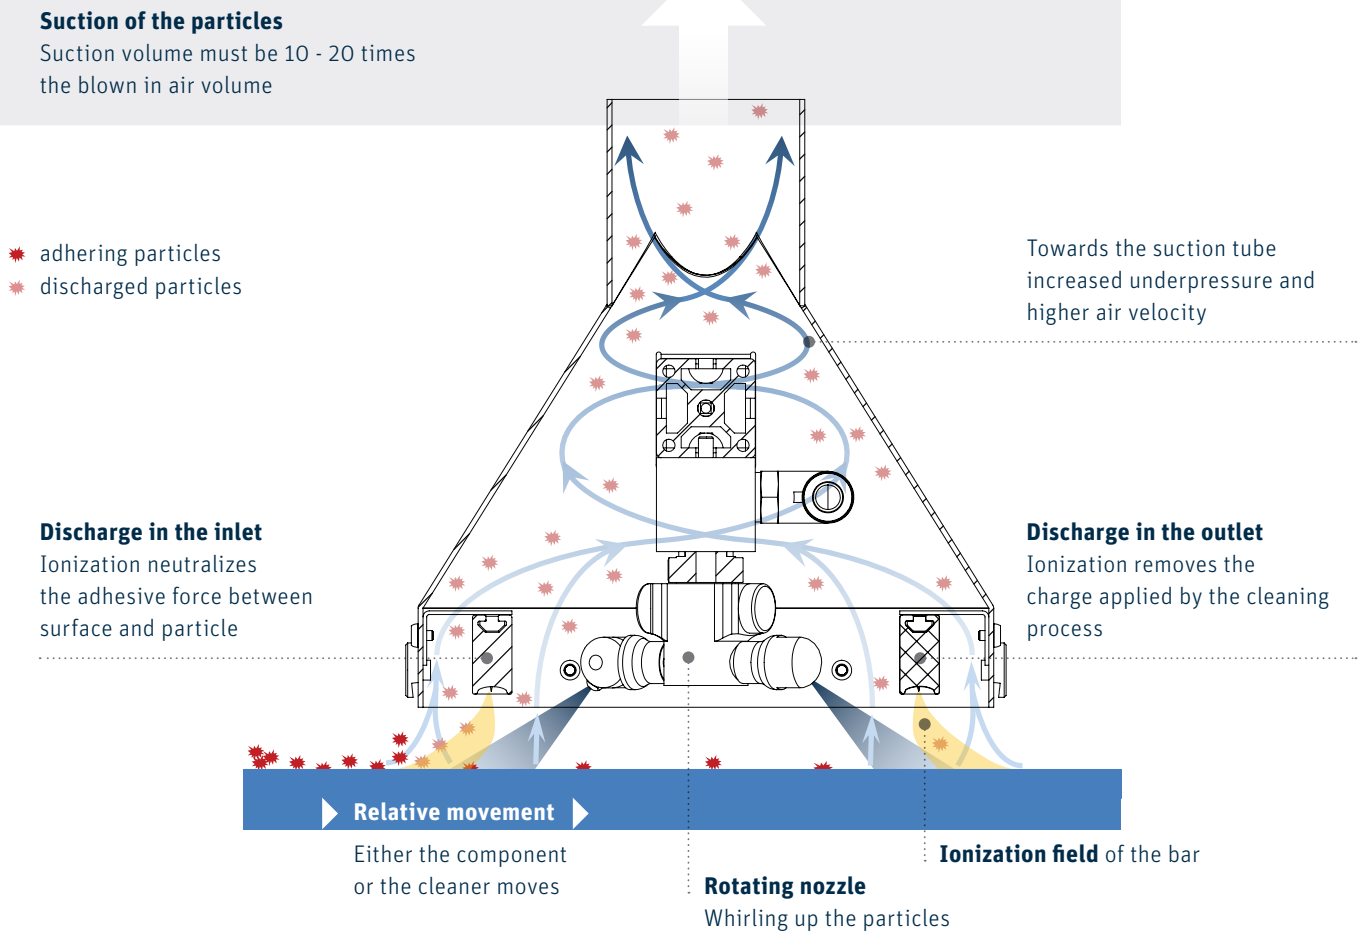 Suction of the particles
Suction volume must be 10 - 20 times
the blown in air volume
adhering particles
discharged particles
Towards the suction tube
increased underpressure and
higher air velocity
Discharge in the inlet
Ionization neutralizes
the adhesive force between
surface and particle
Discharge in the outlet
Ionization removes the
charge applied by the cleaning
process
Relative movement
Either the component
or the cleaner moves
Ionization field of the bar
Rotating nozzle
Whirling up the particles